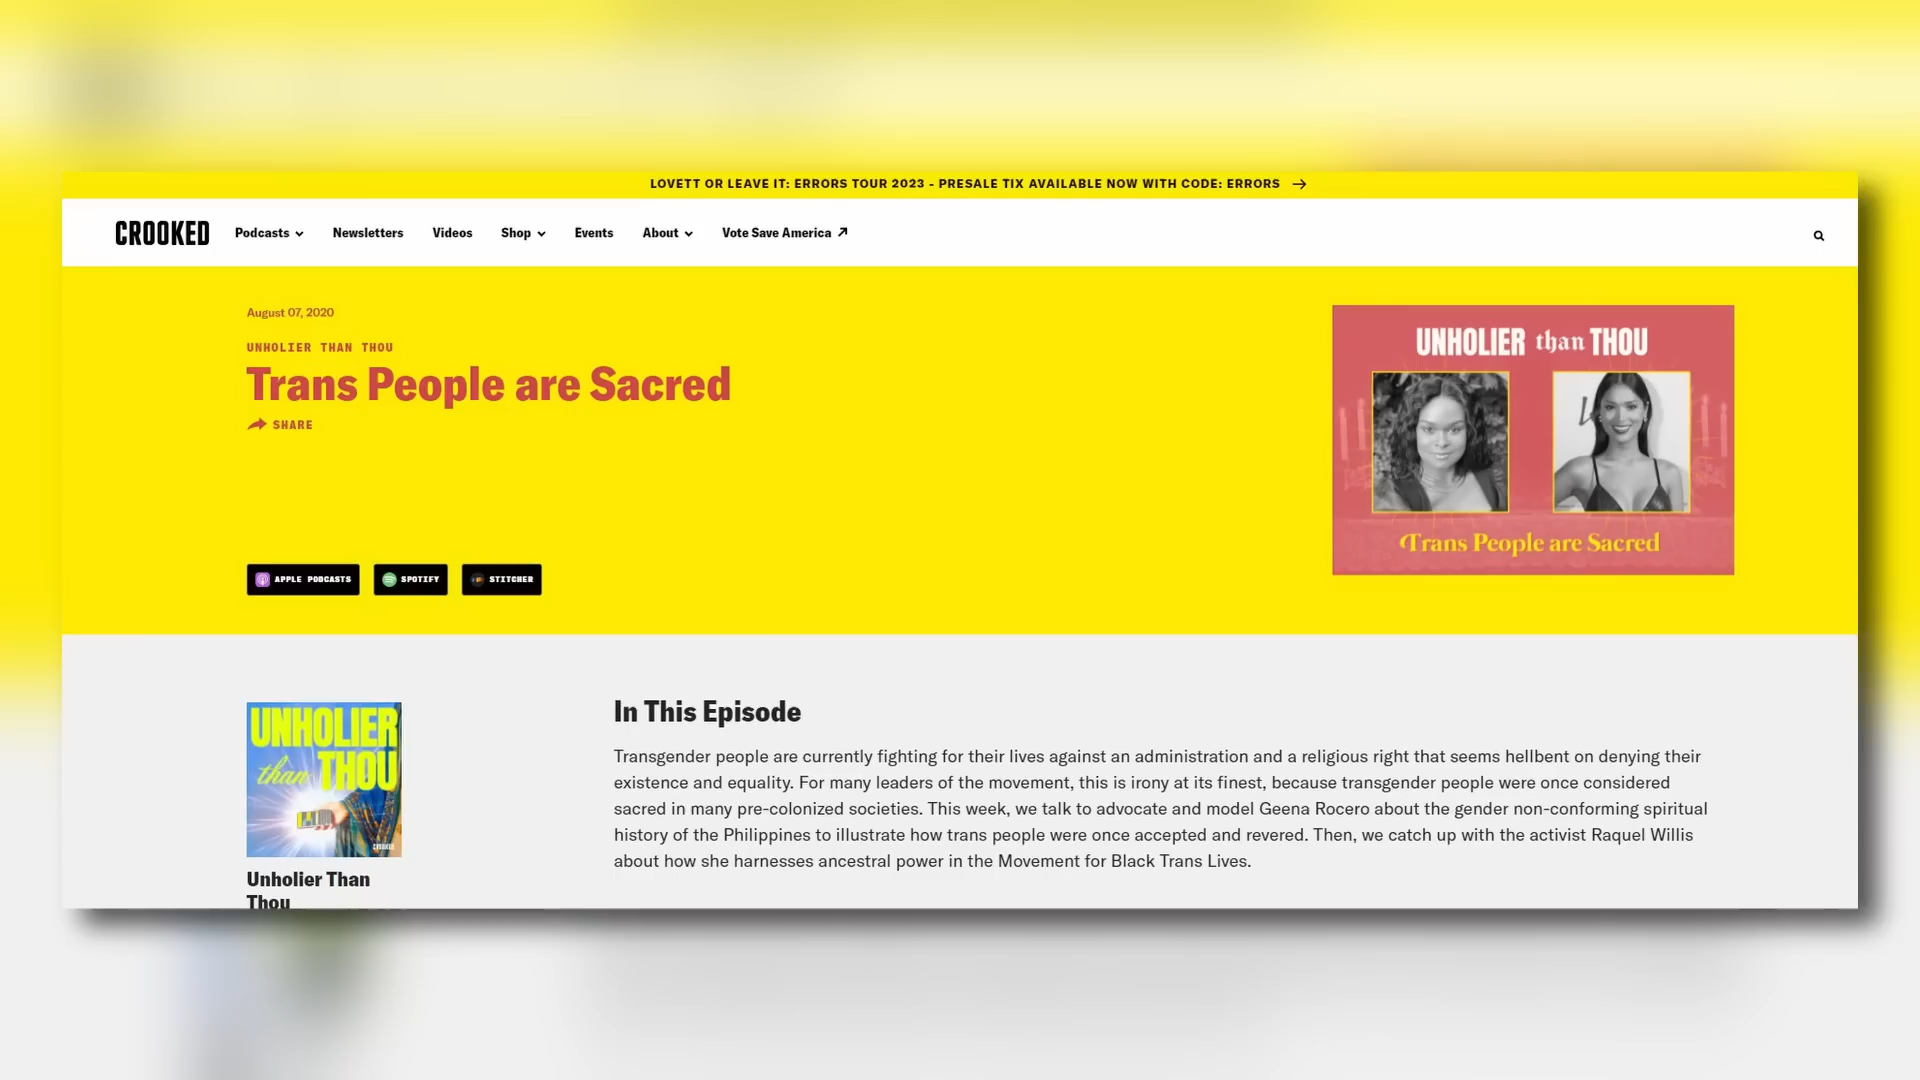 LOVETT OR LEAVE IT: ERRORS TOUR 2023 - PRESALE TIX AVAILABLE NOW WITH CODE: ERRORS
CROOKED Podcasts Newsletters Videos Shop Events About Vote Save America
August 07, 2020
UNHOLIER THAN THOU
Trans People are Sacred
SHARE
APPLE PODCASTS SPOTIFY STITCHER
UNHOLIER than THOU
Trans People are Sacred
UNHOLIER
than THOU
CROOKED
Unholier Than
Thou
In This Episode
Transgender people are currently fighting for their lives against an administration and a religious right that seems hellbent on denying their
existence and equality. For many leaders of the movement, this is irony at its finest, because transgender people were once considered
sacred in many pre-colonized societies. This week, we talk to advocate and model Geena Rocero about the gender non-conforming spiritual
history of the Philippines to illustrate how trans people were once accepted and revered. Then, we catch up with the activist Raquel Willis
about how she harnesses ancestral power in the Movement for Black Trans Lives.